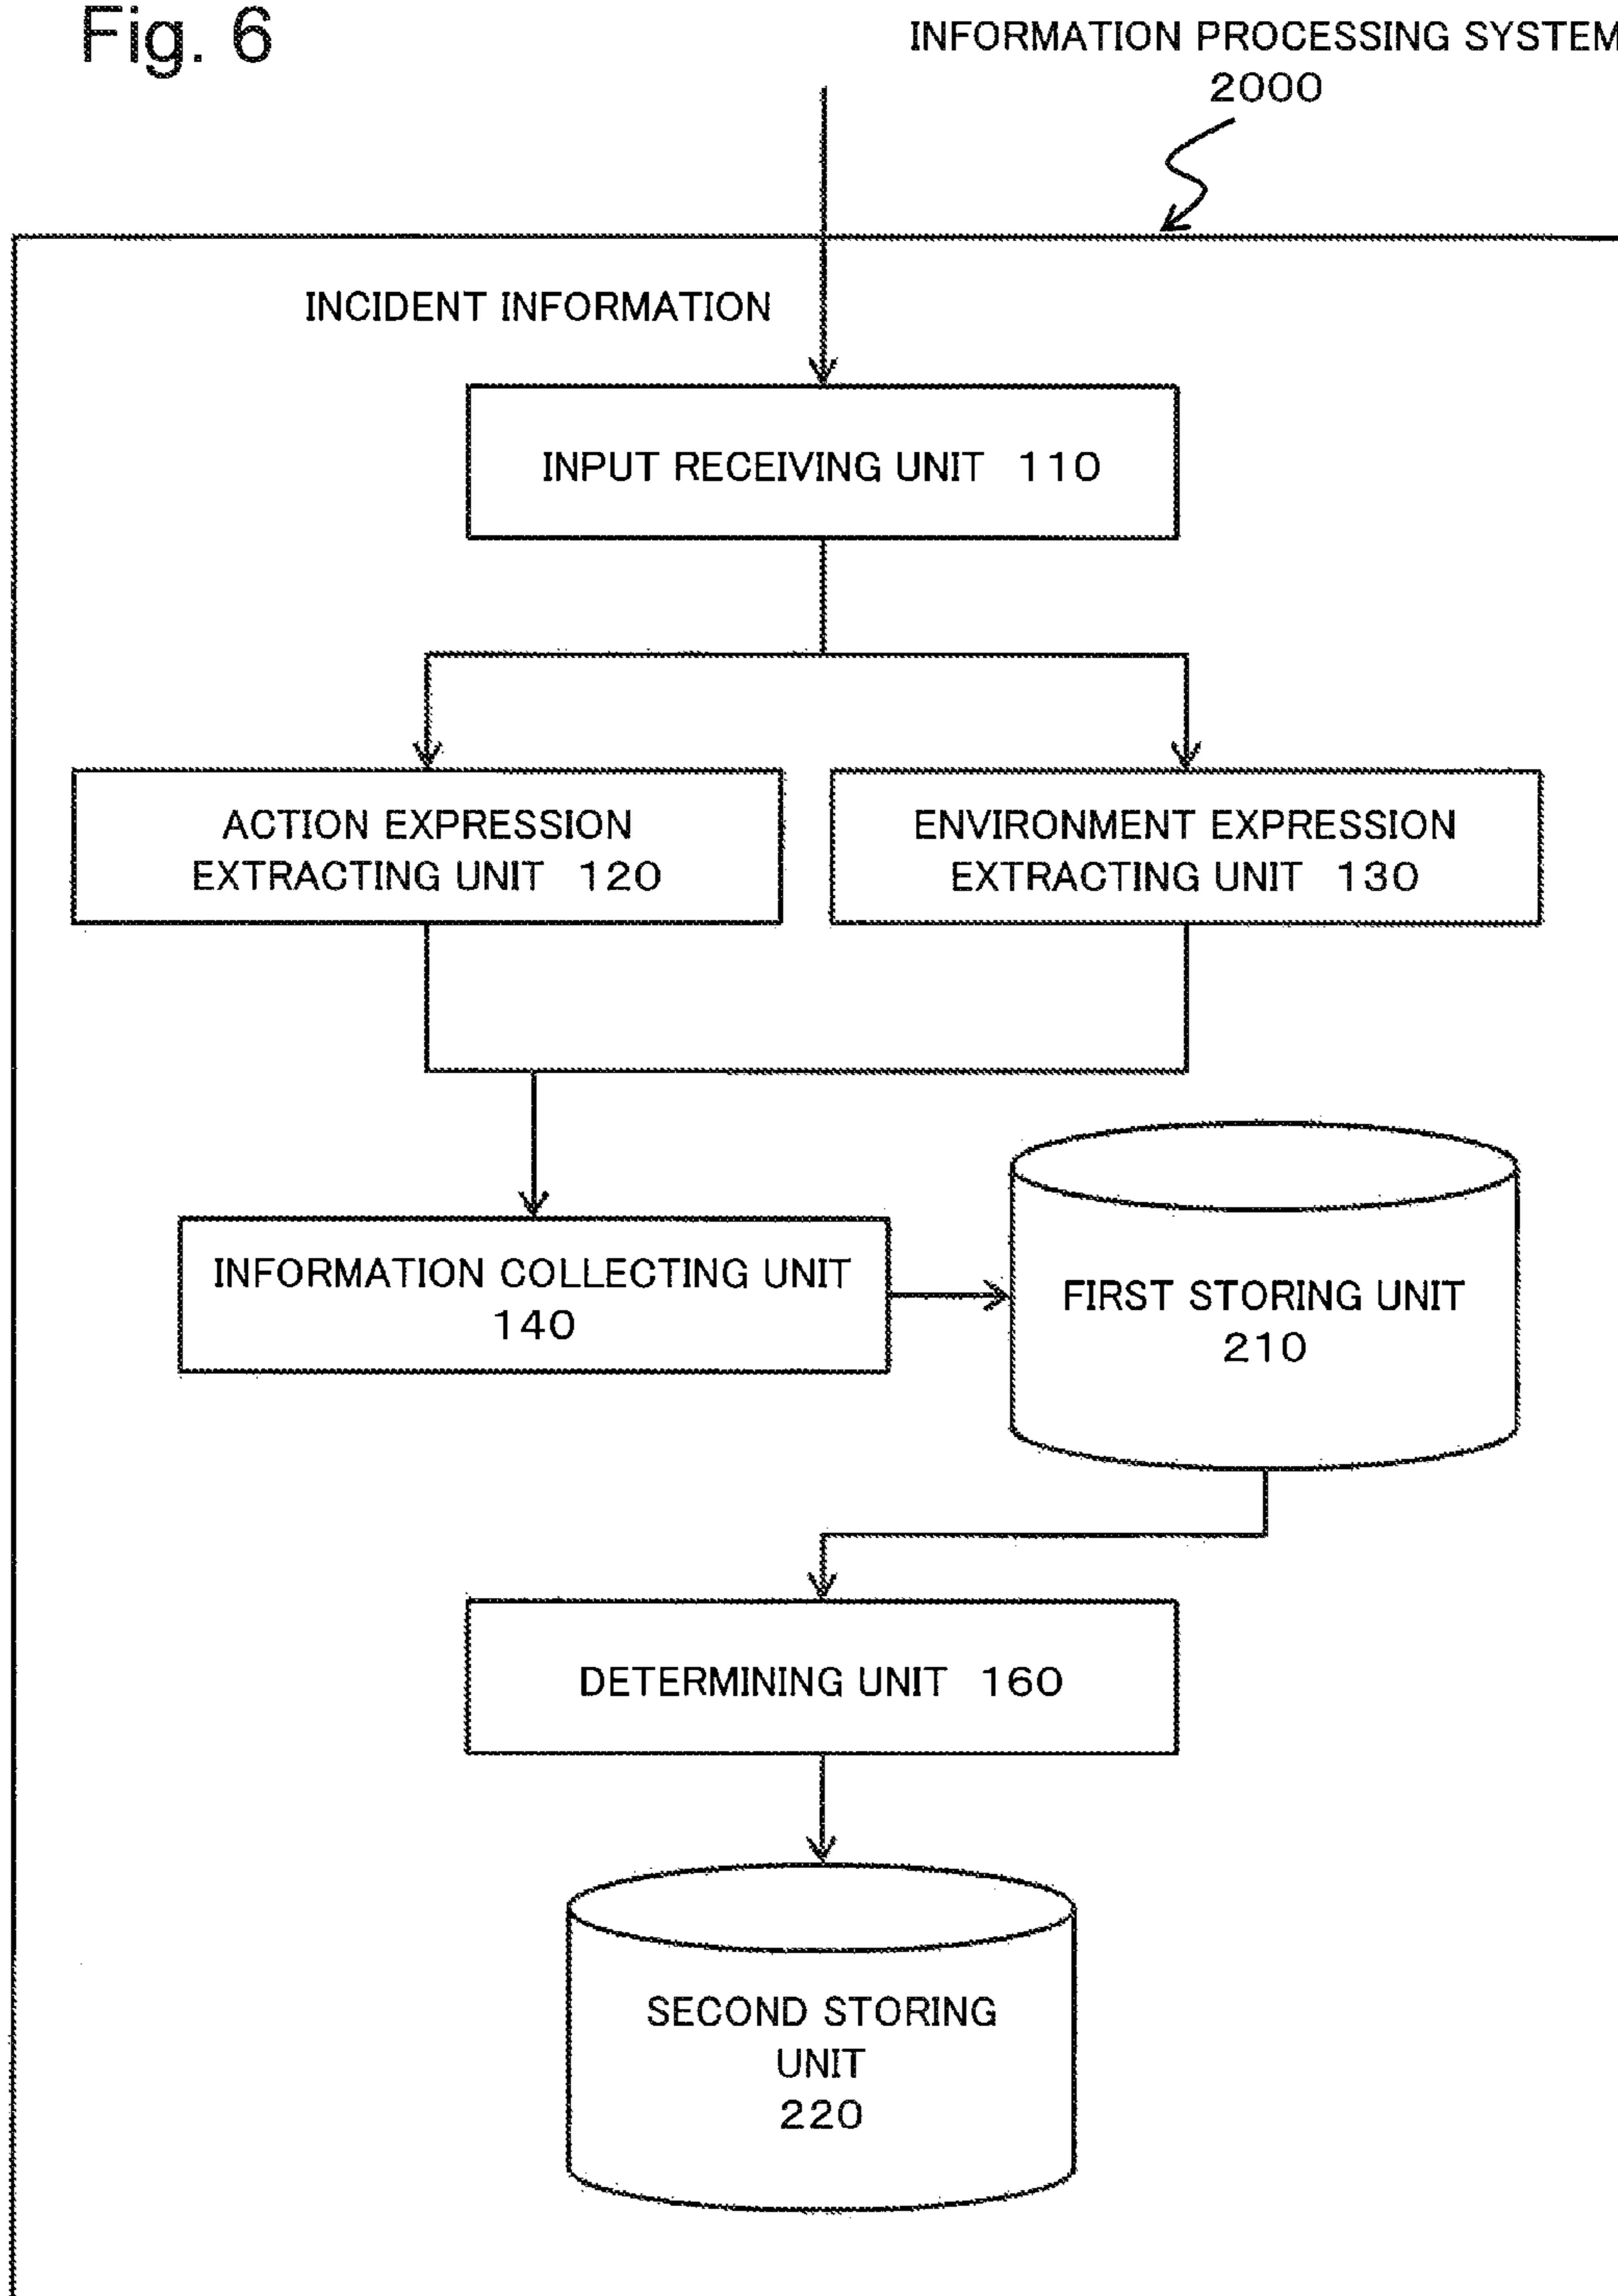 Fig. 6
INFORMATION PROCESSING SYSTEM
2000
INCIDENT INFORMATION
INPUT RECEIVING UNIT 110
ACTION EXPRESSION
EXTRACTING UNIT 120
ENVIRONMENT EXPRESSION
EXTRACTING UNIT 130
INFORMATION COLLECTING UNIT
140
FIRST STORING UNIT
210
DETERMINING UNIT 160
SECOND STORING
UNIT
220